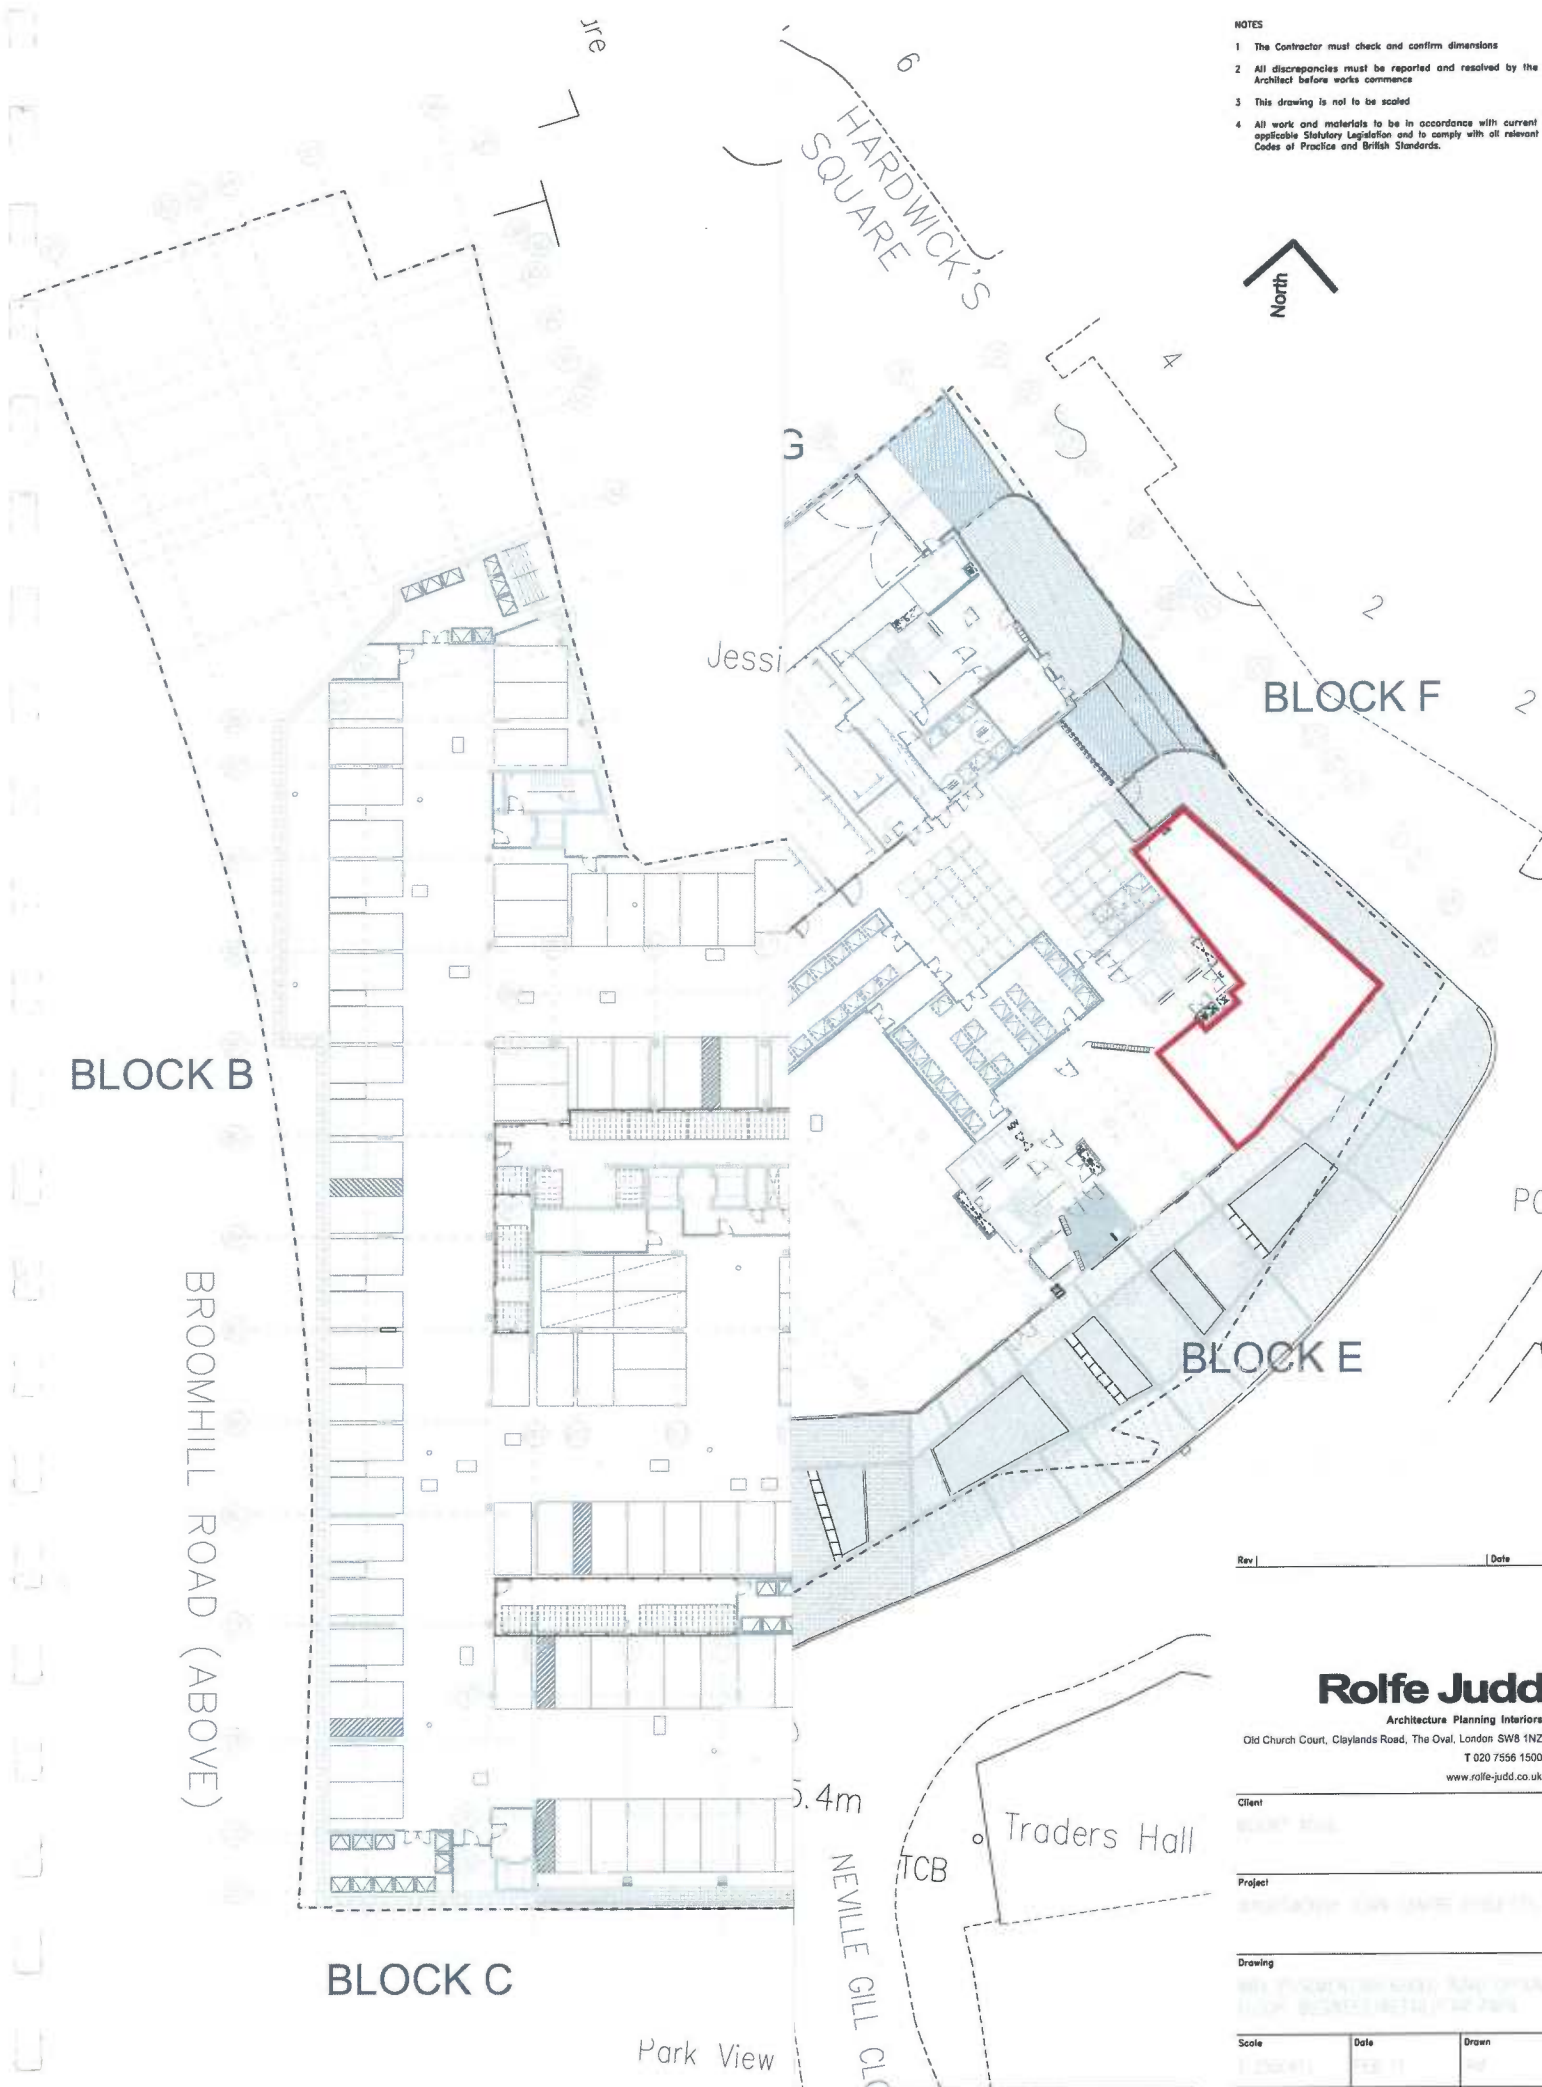 NOTES
1 The Contractor must check and confirm dimensions
2 All discrepancies must be reported and resolved by the
Architect before works commence
3 This drawing is not to be scaled
4 All work and materials to be in accordance with current
applicable Statutory Legislation and to comply with all relevant
Codes of Practice and British Standards.
ure
6
HARDWICK'S
SQUARE
North
4
S
G
2
Jessi
BLOCK F
2
BLOCK B
PO
BROOMHILL ROAD (ABOVE)
BLOCK E
Rev
Date
Rolfe Judd
Architecture Planning Interiors
Old Church Court, Claylands Road, The Oval, London SW8 1NZ
T 020 7556 1500
www.rolfe-judd.co.uk
5.4m
Traders Hall
TCB
Client
Project
NEVILLE GILL CLO
BLOCK C
Drawing
Park View
Scale
Date
Drawn